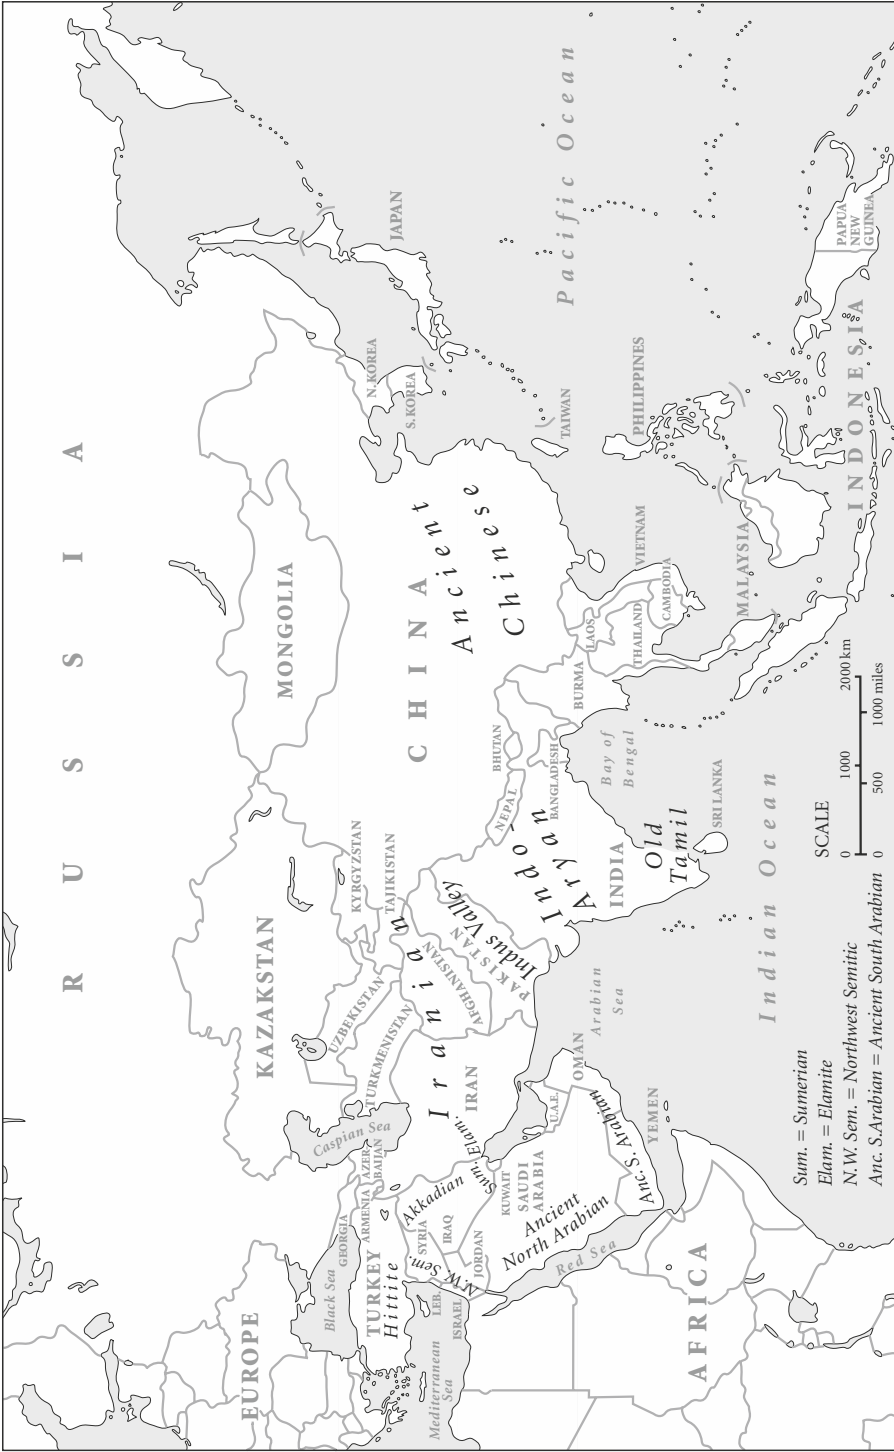 R U S S I A
EUROPE
KAZAKSTAN
MONGOLIA
Black Sea
GEORGIA
Caspian Sea
UZBEKISTAN
KYRGYZSTAN
TAJIKISTAN
TURKMENISTAN
ARMENIA
AZER-
BAIJAN
TURKEY
Hittite
Mediterranean
Sea
LEB.
ISRAEL
SYRIA
IRAQ
JORDAN
N.W. Sem.
Akkadian
Sum.
Elam.
IRAN
Iranian
AFGHANISTAN
PAKISTAN
Indus Valley
CHINA
Ancient
Chinese
N.KOREA
S.KOREA
JAPAN
KUWAIT
SAUDI
ARABIA
Ancient
North Arabian
Red Sea
U.A.E.
OMAN
Anc. S. Arabian
YEMEN
Arabian
Sea
Indo-
Aryan
NEPAL
BHUTAN
BANGLADESH
INDIA
Old
Tamil
SRI LANKA
Bay of
Bengal
BURMA
LAOS
THAILAND
VIETNAM
CAMBODIA
TAIWAN
PHILIPPINES
Pacific Ocean
MALAYSIA
INDONESIA
PAPUA
NEW
GUINEA
AFRICA
Indian Ocean
SCALE
0 1000 2000 km
0 500 1000 miles
Sum. = Sumerian
Elam. = Elamite
N.W. Sem. = Northwest Semitic
Anc. S.Arabian = Ancient South Arabian